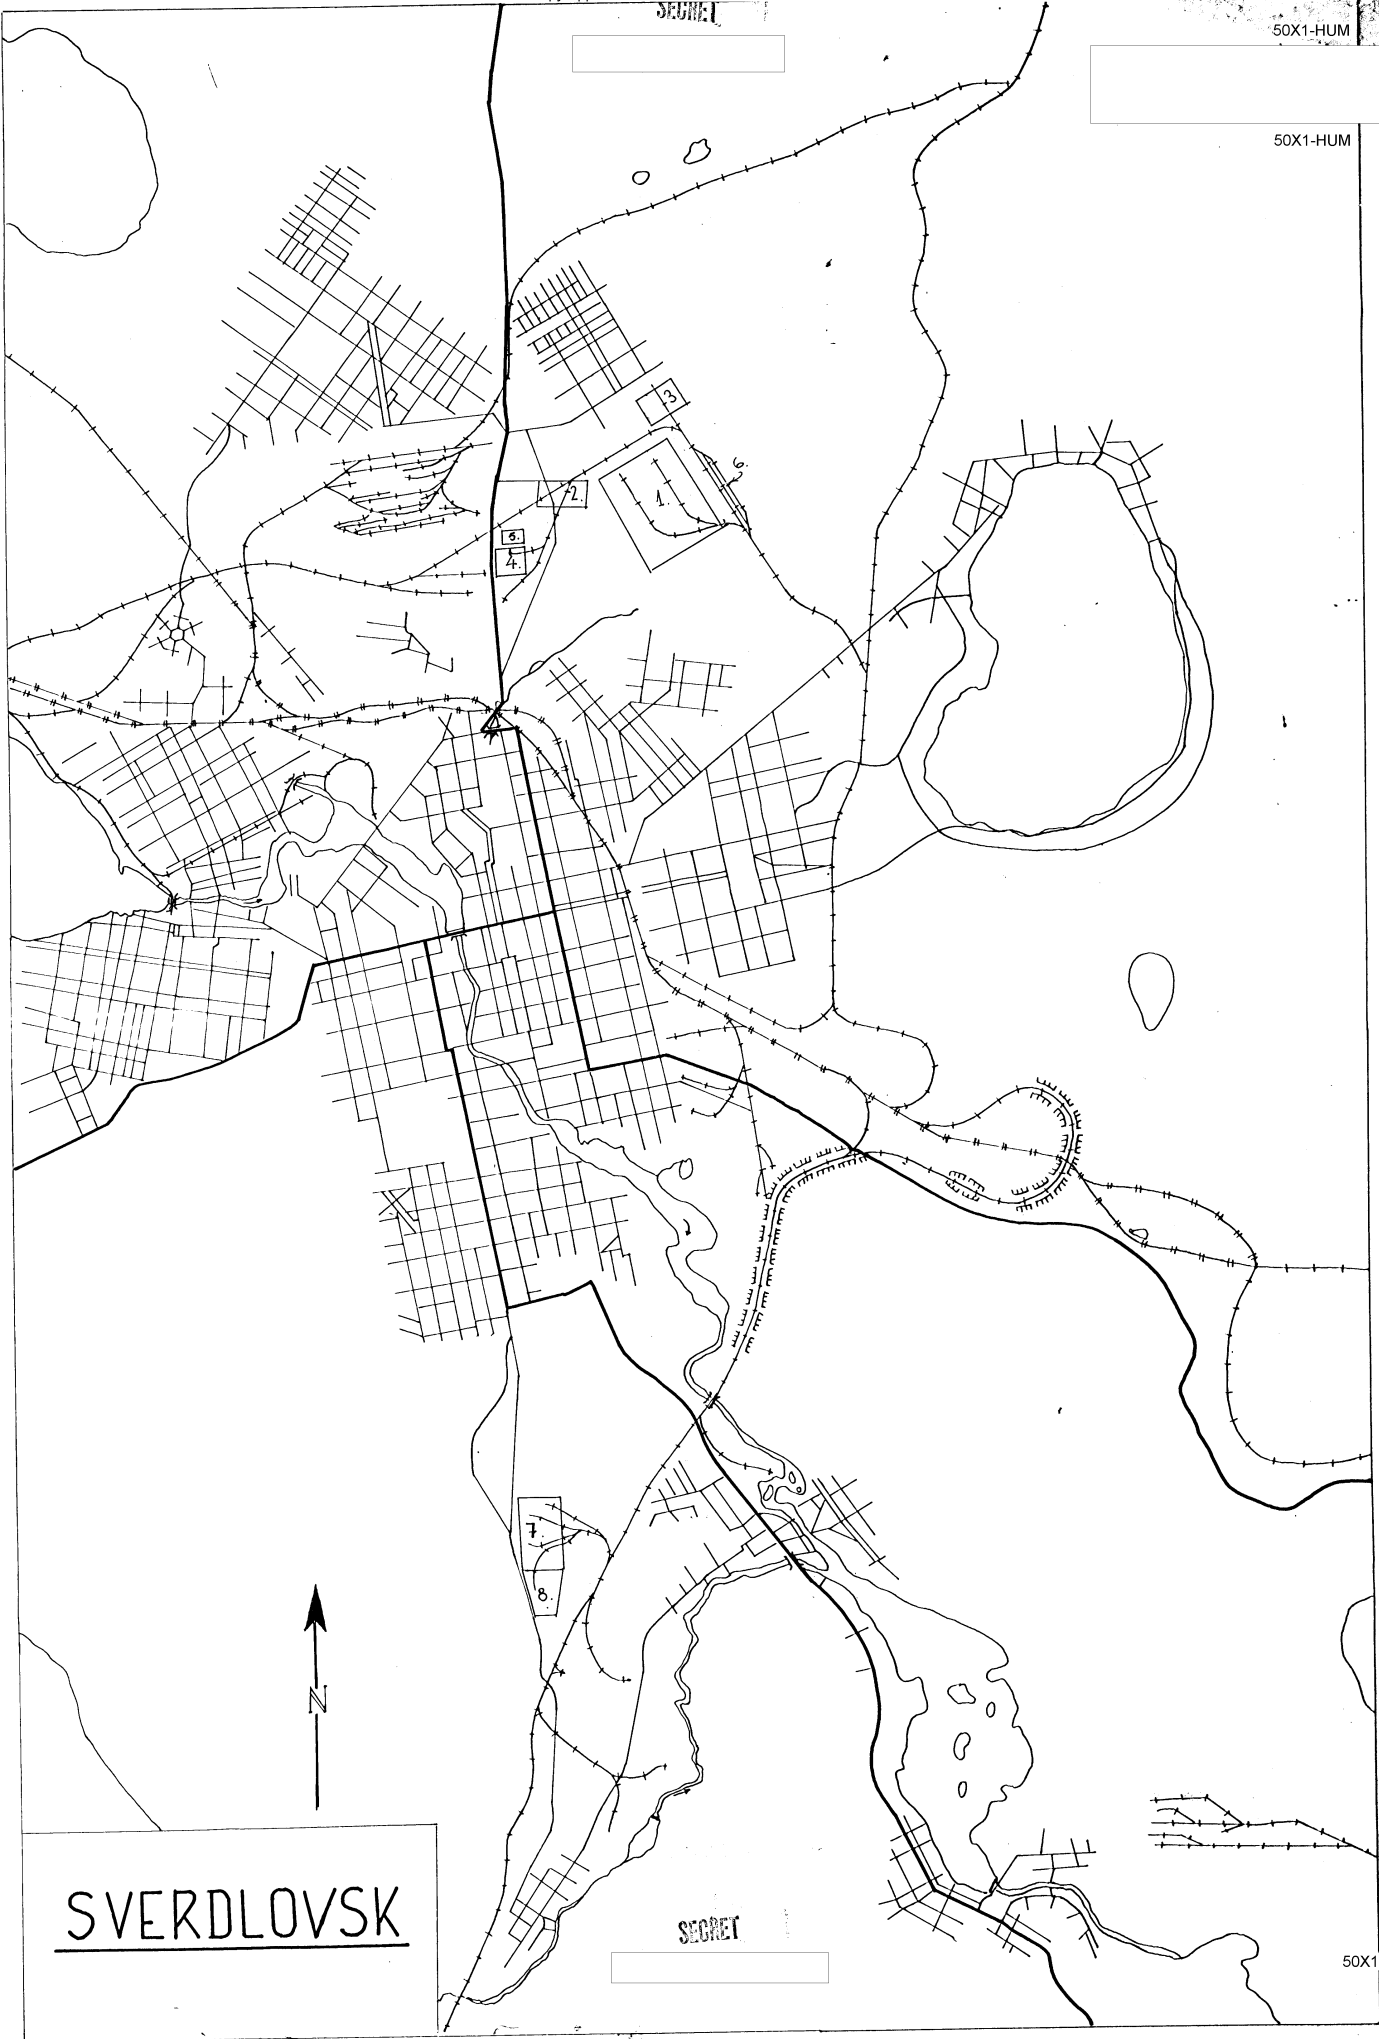 SECRET
50X1-HUM
50X1-HUM
3
6.
2.
1.
5.
4.
7.
8.
N
SVERDLOVSK
SECRET
50X1